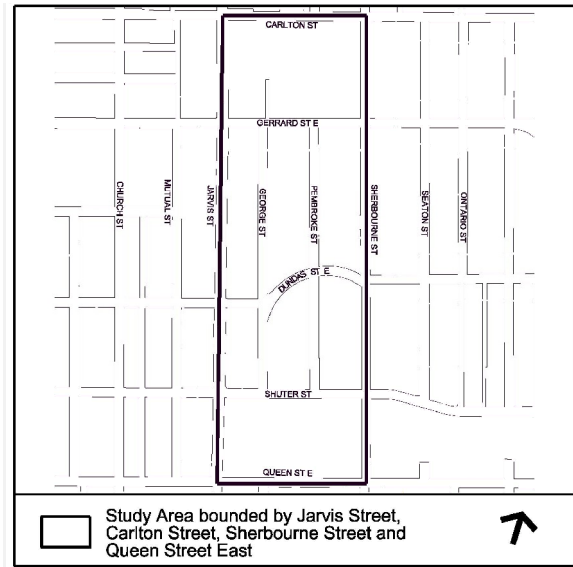 CARLTON ST
GERRARD ST E
CHURCH ST
MUTUAL ST
JARVIS ST
GEORGE ST
PEMBROKE ST
SHERBOURNE ST
SEATON ST
ONTARIO ST
DUNDAS ST E
SHUTER ST
QUEEN ST E
Study Area bounded by Jarvis Street,
Carlton Street, Sherbourne Street and
Queen Street East